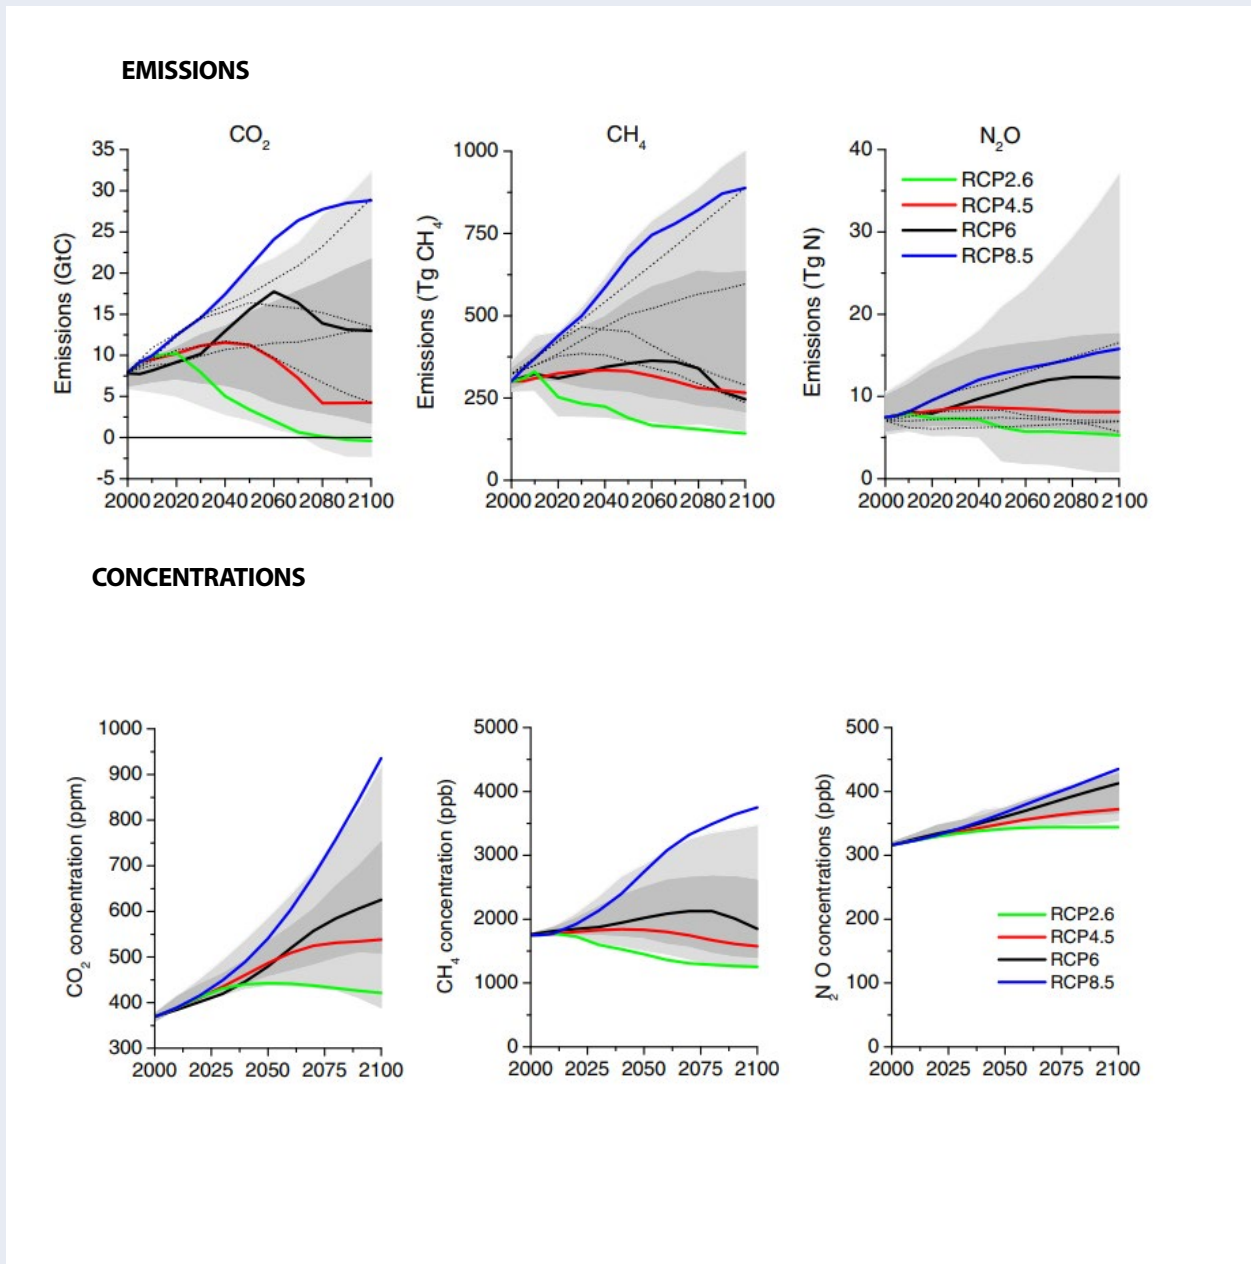 EMISSIONS
CO2
35
30
25
20
15
10
5
0
-5
Emissions (GtC)
2000 2020 2040 2060 2080 2100
CH4
1000
750
500
250
0
Emissions (Tg CH4)
2000 2020 2040 2060 2080 2100
N2O
40
30
20
10
0
Emissions (Tg N)
RCP2.6
RCP4.5
RCP6
RCP8.5
2000 2020 2040 2060 2080 2100
CONCENTRATIONS
1000
900
800
700
600
500
400
300
CO2 concentration (ppm)
2000 2025 2050 2075 2100
5000
4000
3000
2000
1000
0
CH4 concentration (ppb)
2000 2025 2050 2075 2100
500
400
300
200
100
0
N2O concentrations (ppb)
RCP2.6
RCP4.5
RCP6
RCP8.5
2000 2025 2050 2075 2100